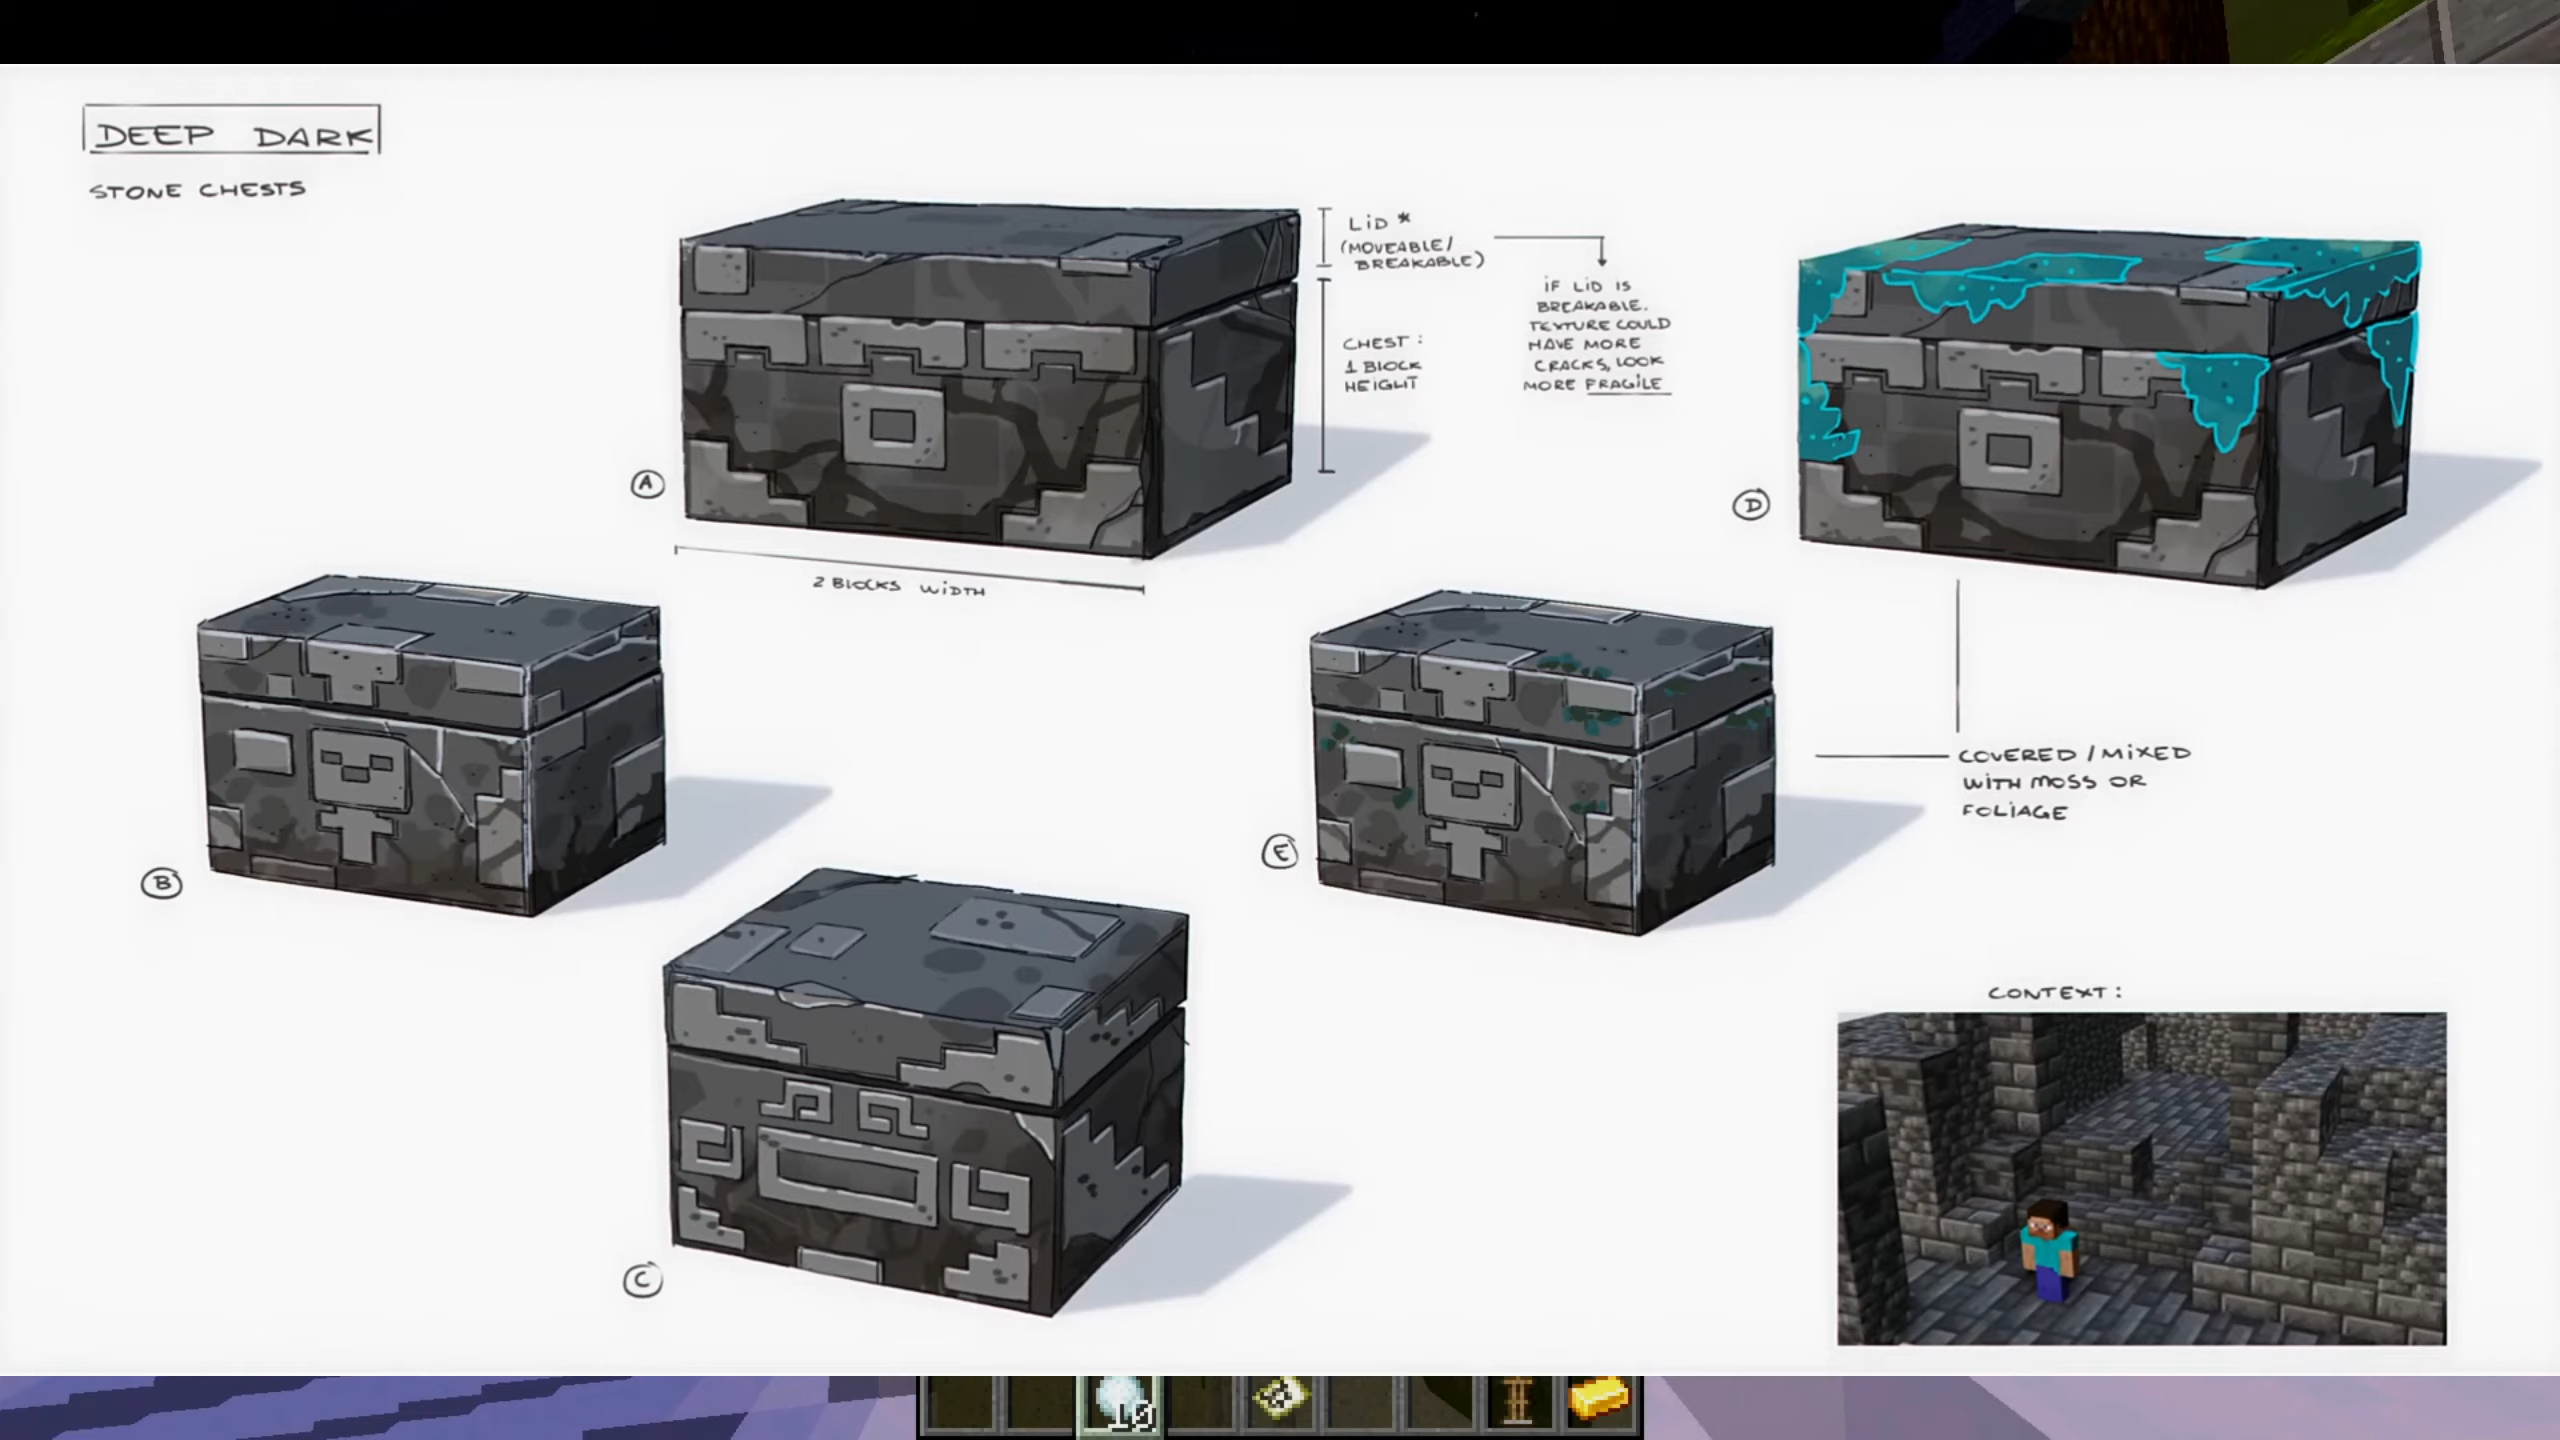 DEEP DARK
STONE CHESTS
LID *
(MOVEABLE/
BREAKABLE)
IF LID IS
BREAKABLE.
TEXTURE COULD
HAVE MORE
CRACKS, LOOK
MORE FRAGILE
CHEST :
1 BLOCK
HEIGHT
A
2 BLOCKS WIDTH
D
B
E
COVERED / MIXED
WITH MOSS OR
FOLIAGE
C
CONTEXT :
10